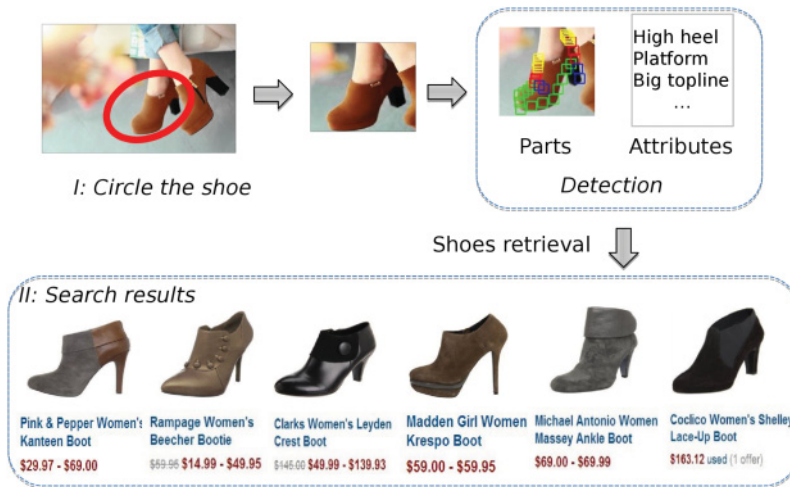 High heel
Platform
Big topline
...
Parts
Attributes
I: Circle the shoe
Detection
Shoes retrieval
II: Search results
Pink & Pepper Women's
Kanteen Boot
$29.97 - $69.00
Rampage Women's
Beecher Bootie
$59.95 $14.99 - $49.95
Clarks Women's Leyden
Crest Boot
$145.00 $49.99 - $139.93
Madden Girl Women
Krespo Boot
$59.00 - $59.95
Michael Antonio Women
Massey Ankle Boot
$69.00 - $69.99
Coclico Women's Shelley
Lace-Up Boot
$163.12 used (1 offer)